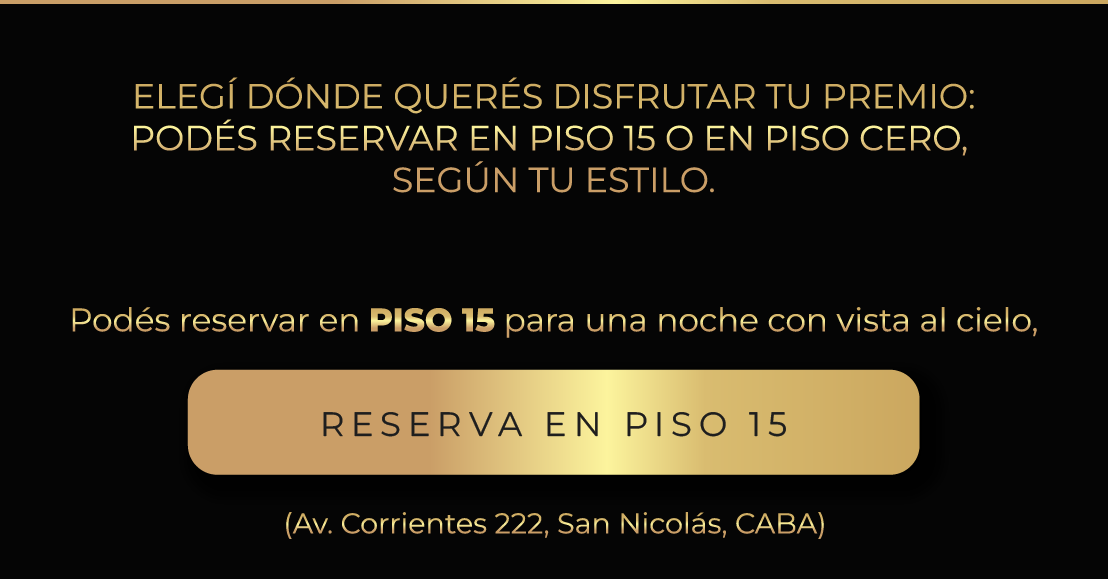 ELEGÍ DÓNDE QUERÉS DISFRUTAR TU PREMIO:
PODÉS RESERVAR EN PISO 15 O EN PISO CERO,
SEGÚN TU ESTILO.
Podés reservar en PISO 15 para una noche con vista al cielo,
RESERVA EN PISO 15
(Av. Corrientes 222, San Nicolás, CABA)